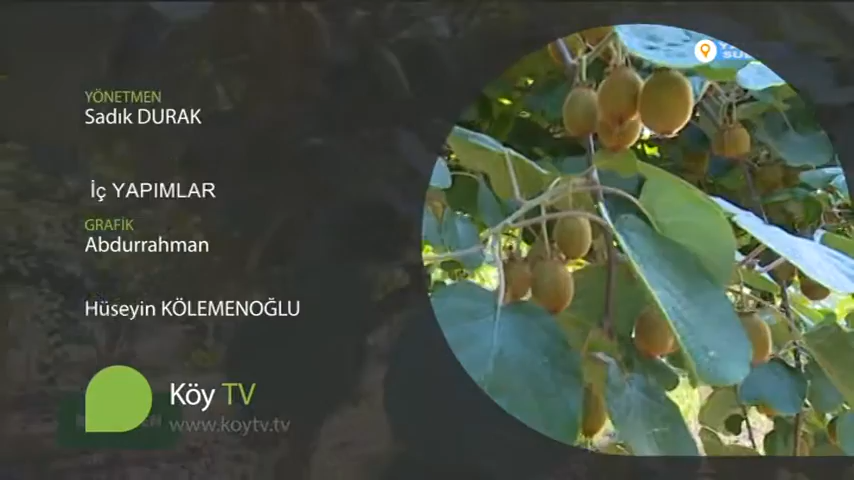 YÖNETMEN
Sadık DURAK
İç YAPIMLAR
GRAFİK
Abdurrahman
Hüseyin KÖLEMENOĞLU
Köy TV
www.koytv.tv